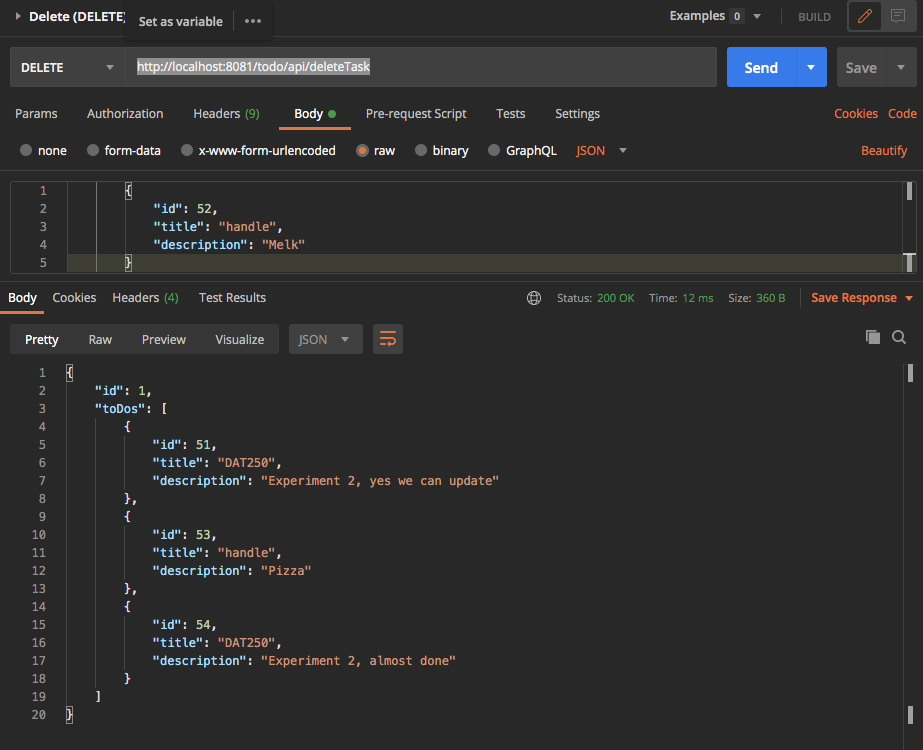 Delete (DELETE) Set as variable ••• Examples 0 BUILD
DELETE http://localhost:8081/todo/api/deleteTask Send Save
Params Authorization Headers (9) Body Pre-request Script Tests Settings Cookies Code
none form-data x-www-form-urlencoded raw binary GraphQL JSON Beautify
1 {
2 "id": 52,
3 "title": "handle",
4 "description": "Melk"
5 }
Body Cookies Headers (4) Test Results Status: 200 OK Time: 12 ms Size: 360 B Save Response
Pretty Raw Preview Visualize JSON
1 {
2 "id": 1,
3 "toDos": [
4 {
5 "id": 51,
6 "title": "DAT250",
7 "description": "Experiment 2, yes we can update"
8 },
9 {
10 "id": 53,
11 "title": "handle",
12 "description": "Pizza"
13 },
14 {
15 "id": 54,
16 "title": "DAT250",
17 "description": "Experiment 2, almost done"
18 }
19 ]
20 }